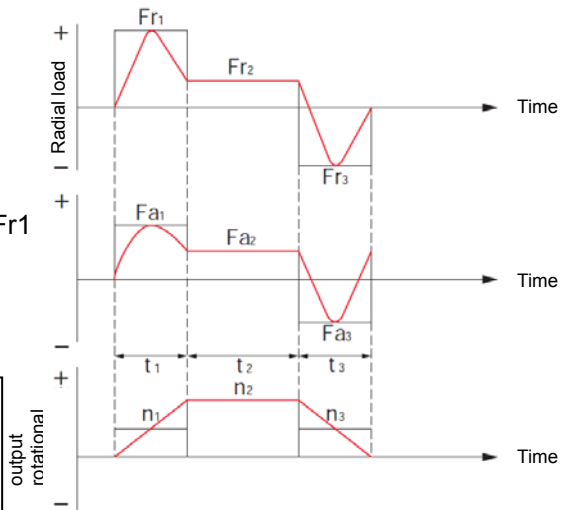 +
Fr1
Radial load
Fr2
Time
−
Fr3
+
Fr1
Fa1
Fa2
Time
Fa3
−
t1
t2
t3
+
n2
n1
n3
output
rotational
Time
−